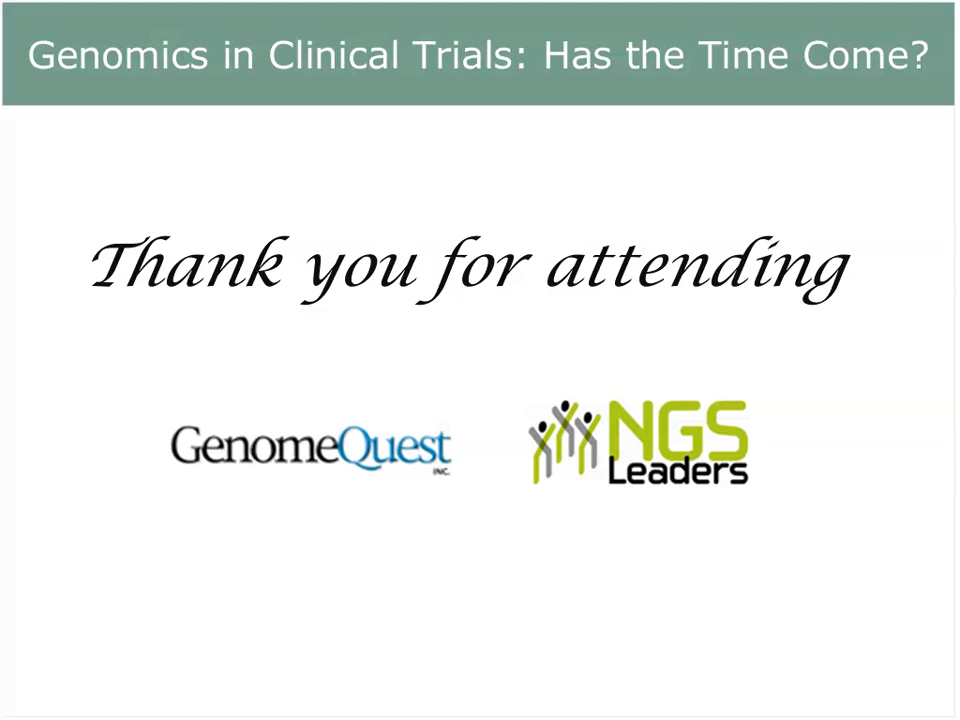 Genomics in Clinical Trials: Has the Time Come?
Thank you for attending
GenomeQuest
INC.
NGS
Leaders